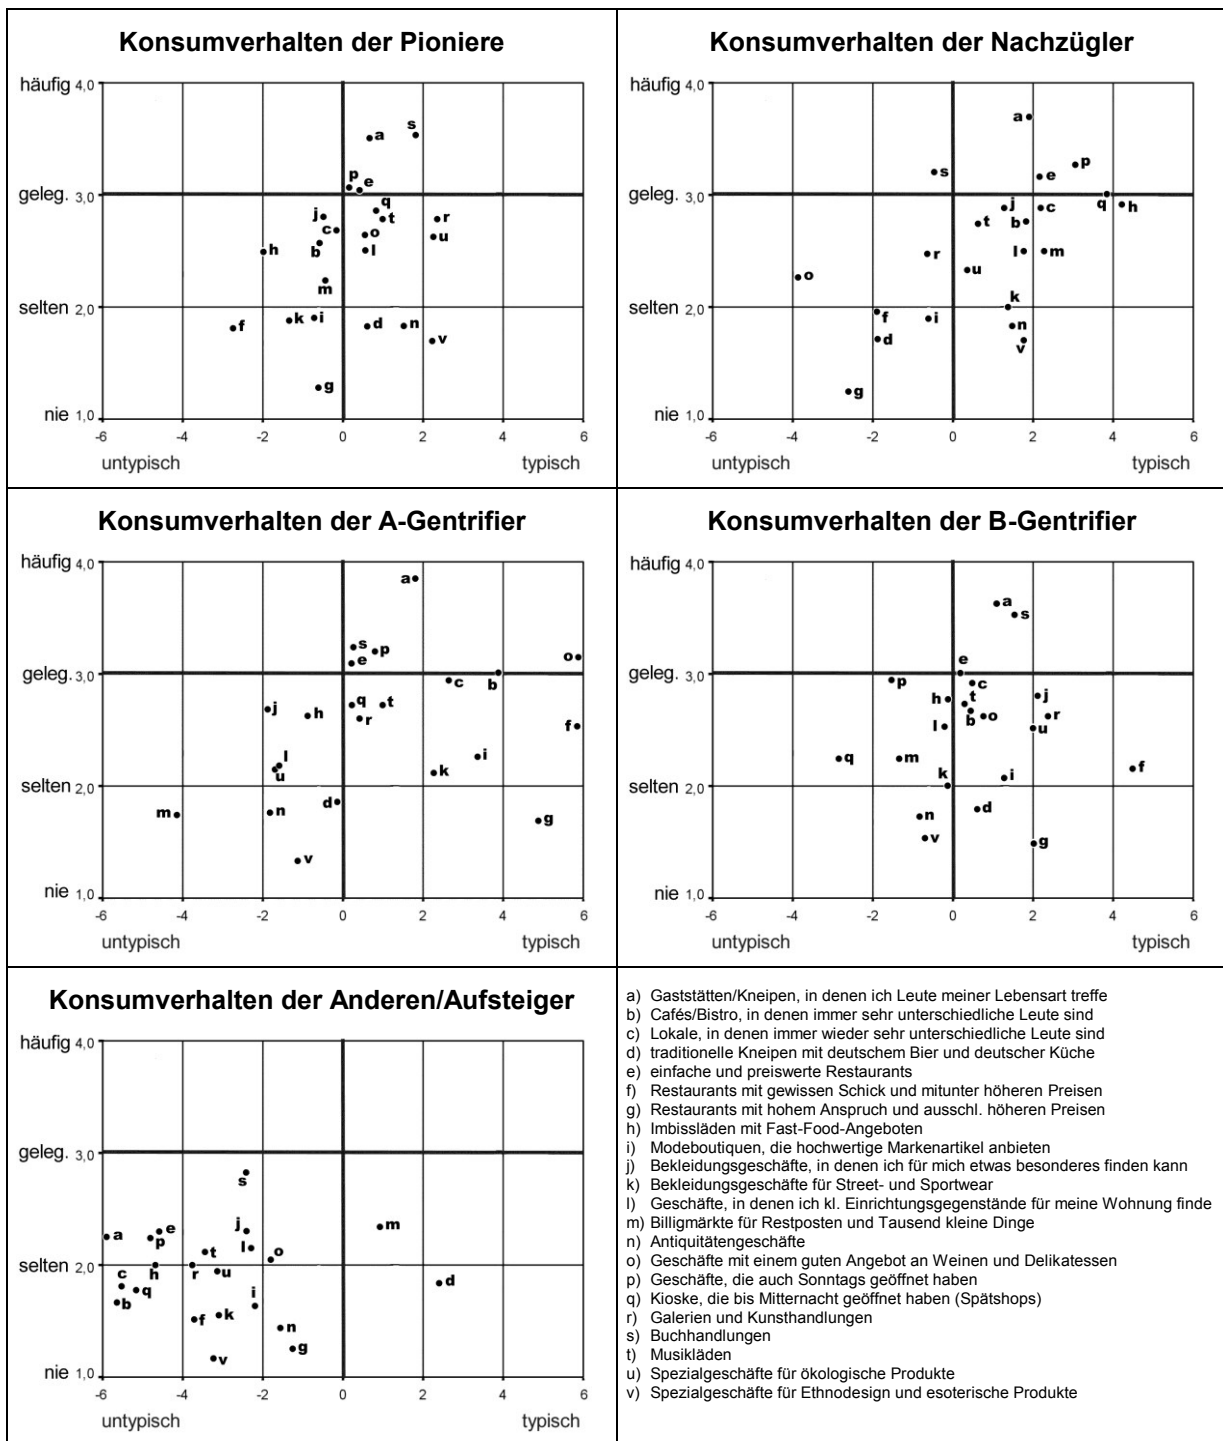 Konsumverhalten der Pioniere
häufig 4,0
s
a
p
e
geleg. 3,0
q
j
t
r
c
o
u
b
l
h
m
selten 2,0
f
k
i
d
n
v
g
nie 1,0
-6 -4 -2 0 2 4 6
untypisch typisch
Konsumverhalten der Nachzügler
häufig 4,0
a
p
s
e
geleg. 3,0
q
h
j
c
t
b
r
l
m
u
o
k
selten 2,0
f
i
n
d
v
g
nie 1,0
-6 -4 -2 0 2 4 6
untypisch typisch
Konsumverhalten der A-Gentrifier
häufig 4,0
a
s
p
o
e
geleg. 3,0
c
b
j
h
q
t
r
f
l
i
u
k
selten 2,0
d
m
n
g
v
nie 1,0
-6 -4 -2 0 2 4 6
untypisch typisch
Konsumverhalten der B-Gentrifier
häufig 4,0
a
s
e
geleg. 3,0
p
c
h
t
j
b
o
r
l
u
q
m
f
k
i
selten 2,0
d
n
v
g
nie 1,0
-6 -4 -2 0 2 4 6
untypisch typisch
Konsumverhalten der Anderen/Aufsteiger
häufig 4,0
geleg. 3,0
s
a
e
p
j
m
t
l
o
selten 2,0
h
r
u
c
q
d
b
i
f
k
n
g
v
nie 1,0
-6 -4 -2 0 2 4 6
untypisch typisch
a) Gaststätten/Kneipen, in denen ich Leute meiner Lebensart treffe
b) Cafés/Bistro, in denen immer sehr unterschiedliche Leute sind
c) Lokale, in denen immer wieder sehr unterschiedliche Leute sind
d) traditionelle Kneipen mit deutschem Bier und deutscher Küche
e) einfache und preiswerte Restaurants
f) Restaurants mit gewissen Schick und mitunter höheren Preisen
g) Restaurants mit hohem Anspruch und ausschl. höheren Preisen
h) Imbissläden mit Fast-Food-Angeboten
i) Modeboutiquen, die hochwertige Markenartikel anbieten
j) Bekleidungsgeschäfte, in denen ich für mich etwas besonderes finden kann
k) Bekleidungsgeschäfte für Street- und Sportwear
l) Geschäfte, in denen ich kl. Einrichtungsgegenstände für meine Wohnung finde
m) Billigmärkte für Restposten und Tausend kleine Dinge
n) Antiquitätengeschäfte
o) Geschäfte mit einem guten Angebot an Weinen und Delikatessen
p) Geschäfte, die auch Sonntags geöffnet haben
q) Kioske, die bis Mitternacht geöffnet haben (Spätshops)
r) Galerien und Kunsthandlungen
s) Buchhandlungen
t) Musikläden
u) Spezialgeschäfte für ökologische Produkte
v) Spezialgeschäfte für Ethnodesign und esoterische Produkte